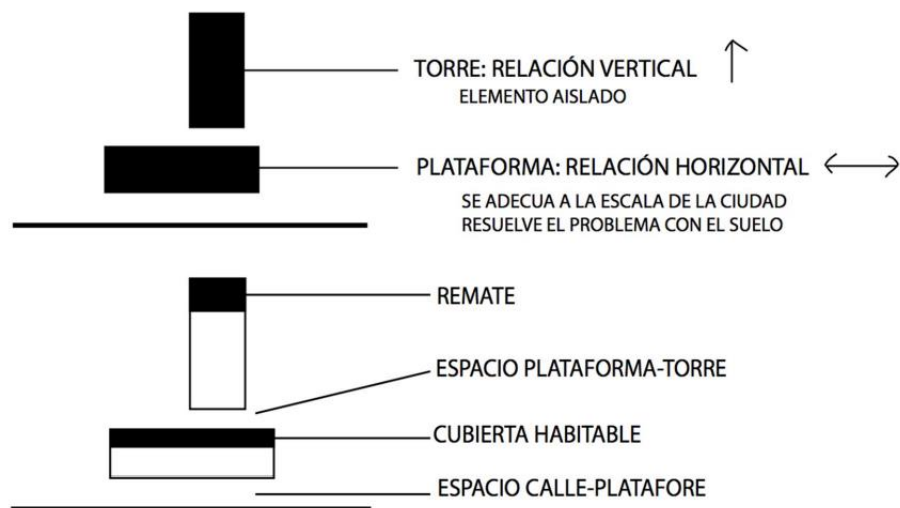 TORRE: RELACIÓN VERTICAL
ELEMENTO AISLADO
PLATAFORMA: RELACIÓN HORIZONTAL
SE ADECUA A LA ESCALA DE LA CIUDAD
RESUELVE EL PROBLEMA CON EL SUELO
REMATE
ESPACIO PLATAFORMA-TORRE
CUBIERTA HABITABLE
ESPACIO CALLE-PLATAFORE